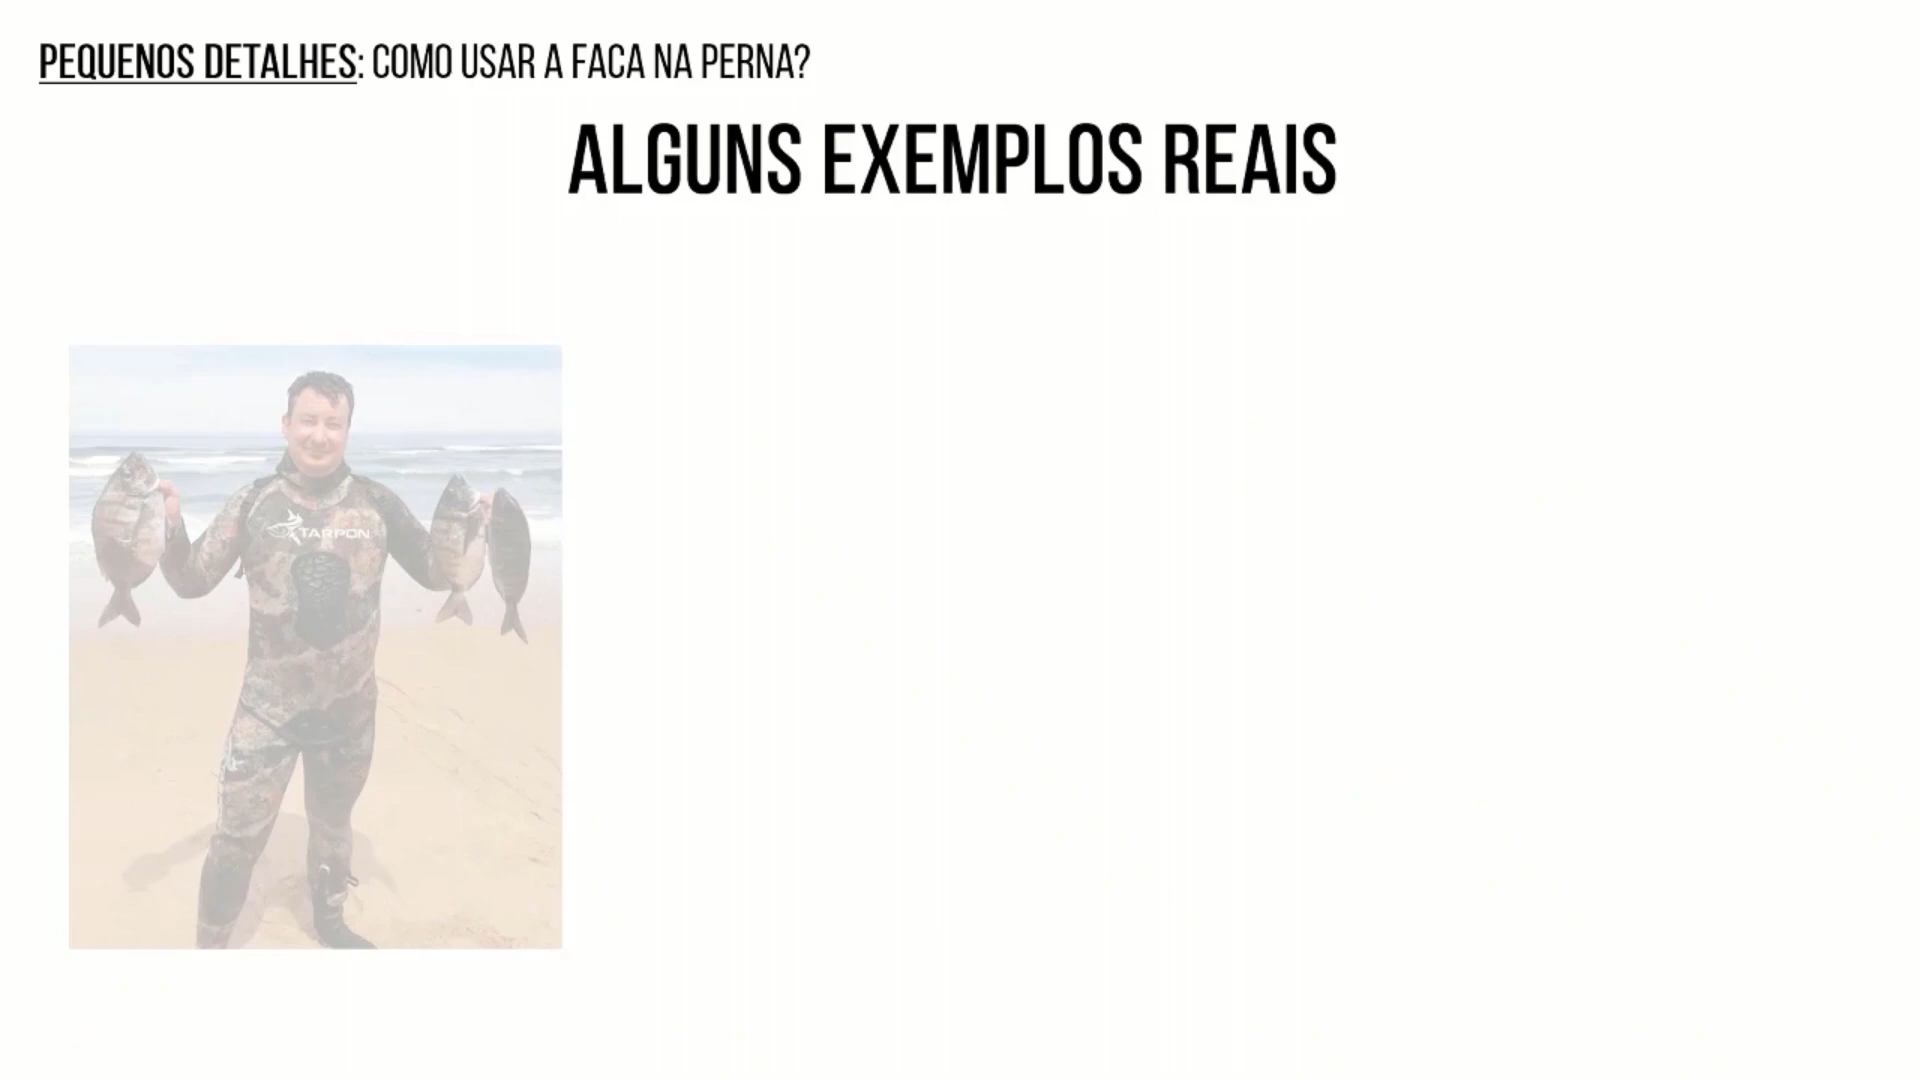 PEQUENOS DETALHES: COMO USAR A FACA NA PERNA?
ALGUNS EXEMPLOS REAIS
TARPON